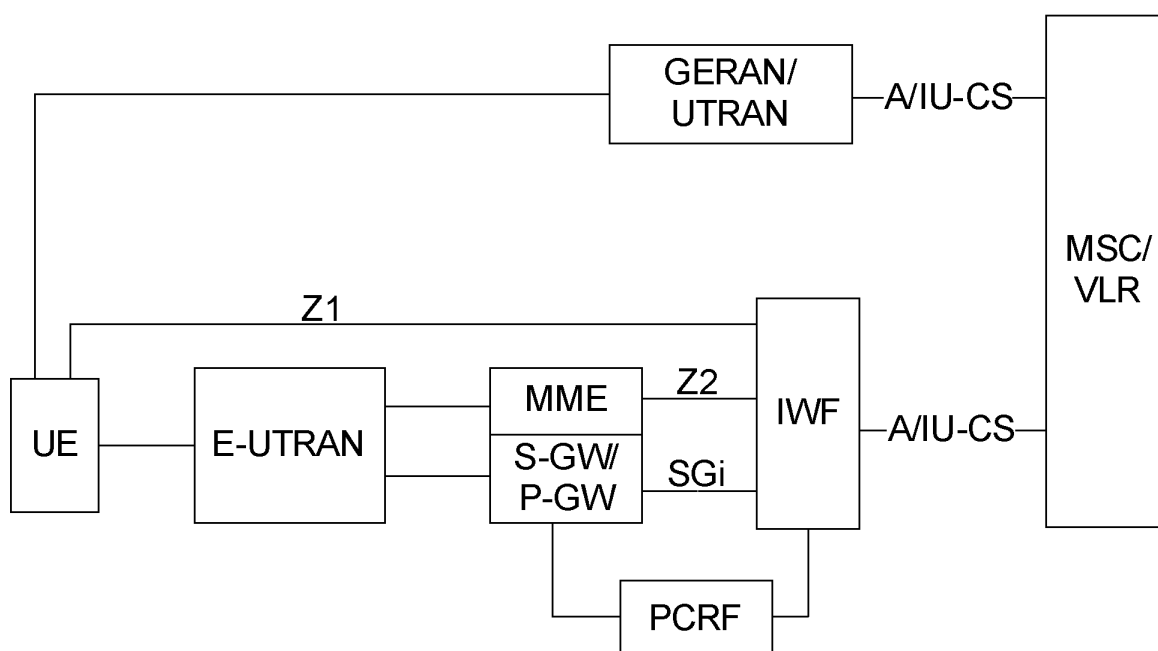 GERAN/
UTRAN
A/IU-CS
MSC/
VLR
Z1
UE
E-UTRAN
MME
Z2
IWF
A/IU-CS
S-GW/
P-GW
SGi
PCRF